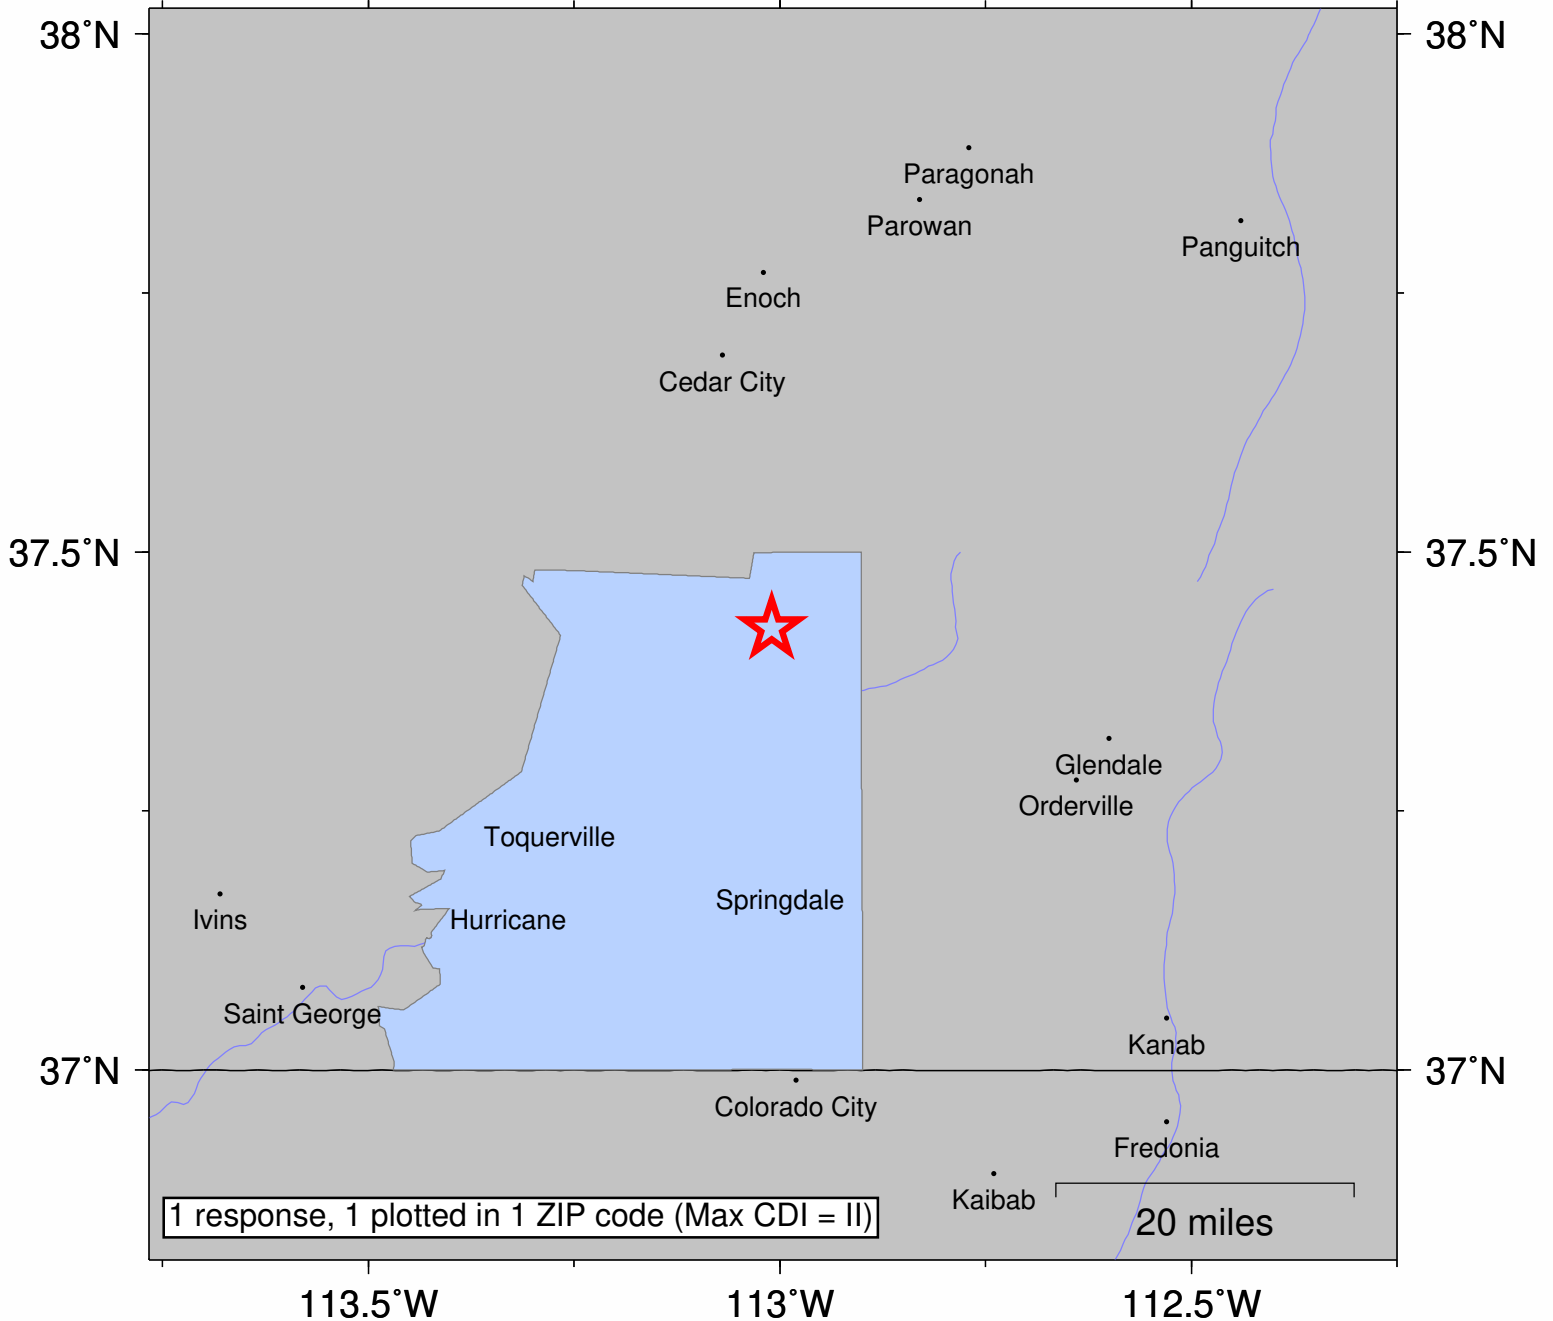 38°N 38°N
Paragonah
Parowan
Panguitch
Enoch
Cedar City
37.5°N 37.5°N
Glendale
Orderville
Toquerville
Springdale
Ivins
Hurricane
Saint George
Kanab
37°N 37°N
Colorado City
Fredonia
Kaibab
1 response, 1 plotted in 1 ZIP code (Max CDI = II)
20 miles
113.5°W 113°W 112.5°W